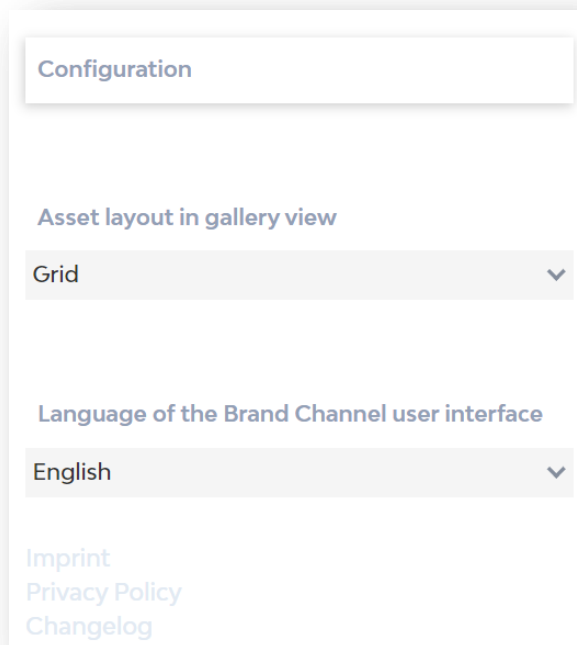 Configuration
Asset layout in gallery view
Grid
Language of the Brand Channel user interface
English
Imprint
Privacy Policy
Changelog